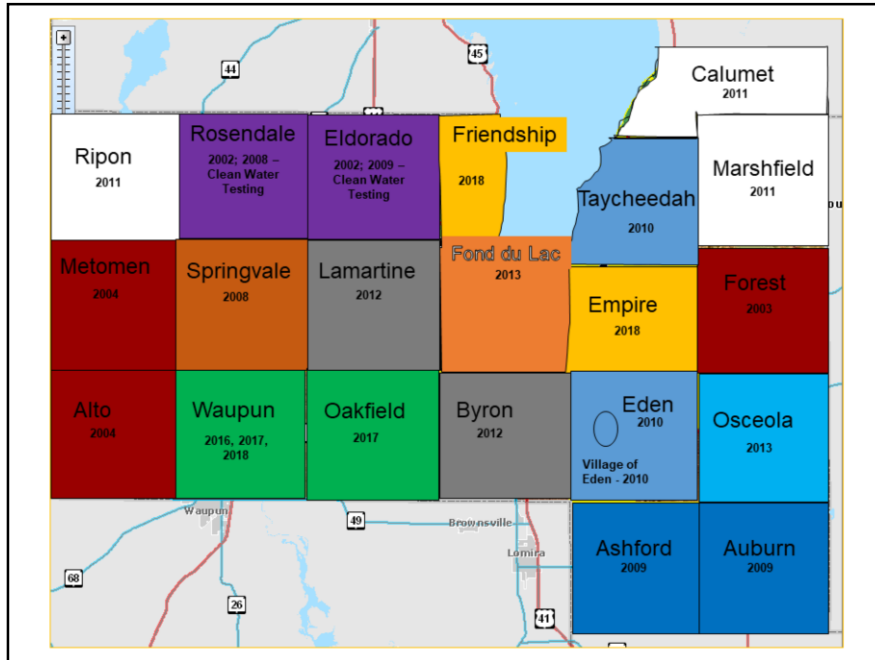 +
44
45
Calumet
2011
Ripon
2011
Rosendale
2002; 2008 –
Clean Water
Testing
Eldorado
2002; 2009 –
Clean Water
Testing
Friendship
2018
Taycheedah
2010
Marshfield
2011
Metomen
2004
Springvale
2008
Lamartine
2012
Fond du Lac
2013
Empire
2018
Forest
2003
Alto
2004
Waupun
2016, 2017,
2018
Oakfield
2017
Byron
2012
Eden
2010
Village of
Eden - 2010
Osceola
2013
Waupun
49
Brownsville
Lomira
Ashford
2009
Auburn
2009
68
26
41